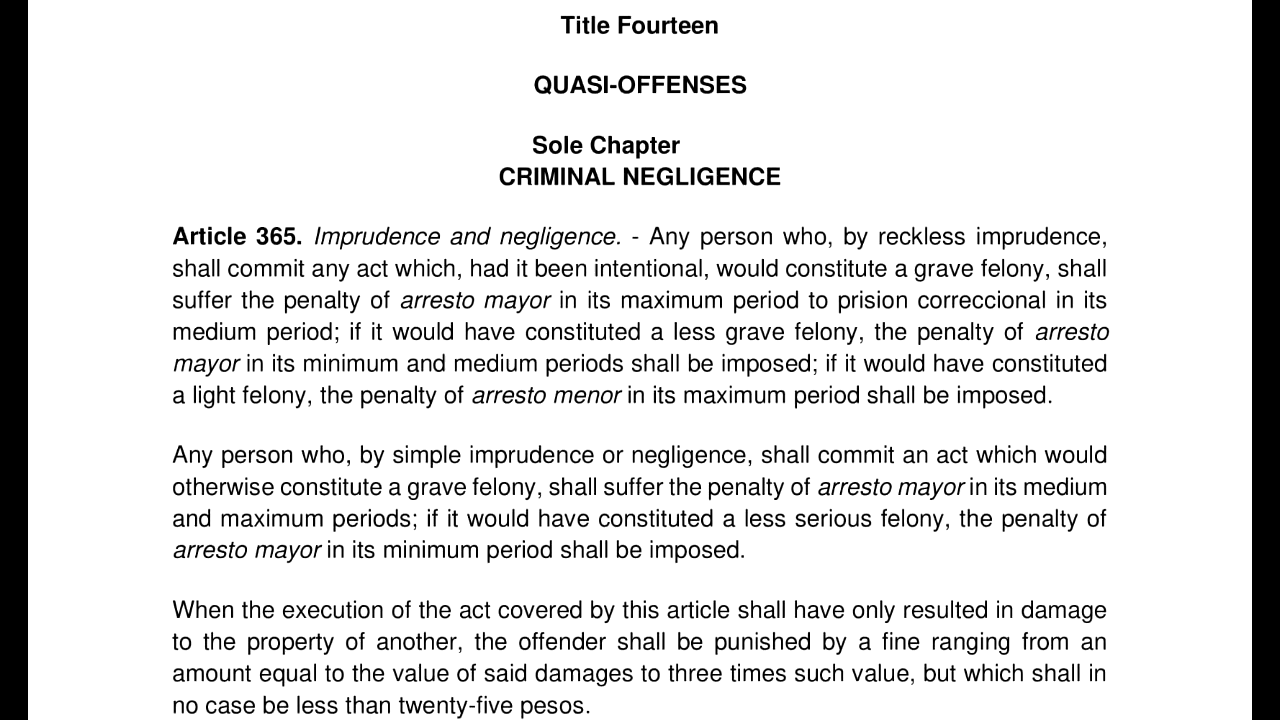 Title Fourteen
QUASI-OFFENSES
Sole Chapter
CRIMINAL NEGLIGENCE
Article 365. Imprudence and negligence. - Any person who, by reckless imprudence,
shall commit any act which, had it been intentional, would constitute a grave felony, shall
suffer the penalty of arresto mayor in its maximum period to prision correccional in its
medium period; if it would have constituted a less grave felony, the penalty of arresto
mayor in its minimum and medium periods shall be imposed; if it would have constituted
a light felony, the penalty of arresto menor in its maximum period shall be imposed.
Any person who, by simple imprudence or negligence, shall commit an act which would
otherwise constitute a grave felony, shall suffer the penalty of arresto mayor in its medium
and maximum periods; if it would have constituted a less serious felony, the penalty of
arresto mayor in its minimum period shall be imposed.
When the execution of the act covered by this article shall have only resulted in damage
to the property of another, the offender shall be punished by a fine ranging from an
amount equal to the value of said damages to three times such value, but which shall in
no case be less than twenty-five pesos.